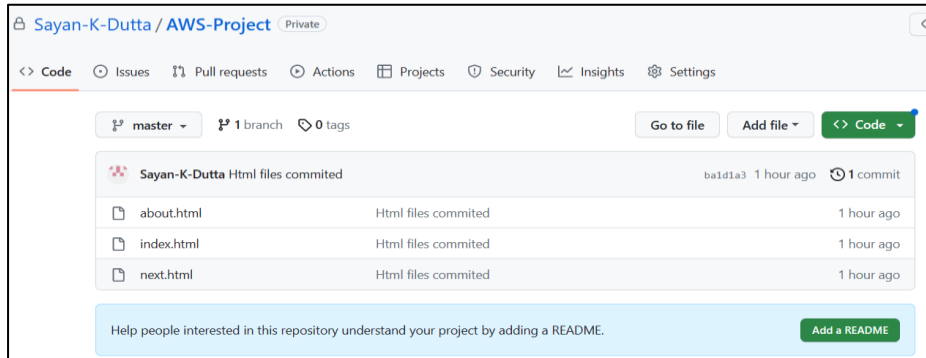 Sayan-K-Dutta / AWS-Project Private
<> Code Issues Pull requests Actions Projects Security Insights Settings
master 1 branch 0 tags Go to file Add file <> Code
Sayan-K-Dutta Html files commited ba1d1a3 1 hour ago 1 commit
about.html Html files commited 1 hour ago
index.html Html files commited 1 hour ago
next.html Html files commited 1 hour ago
Help people interested in this repository understand your project by adding a README. Add a README